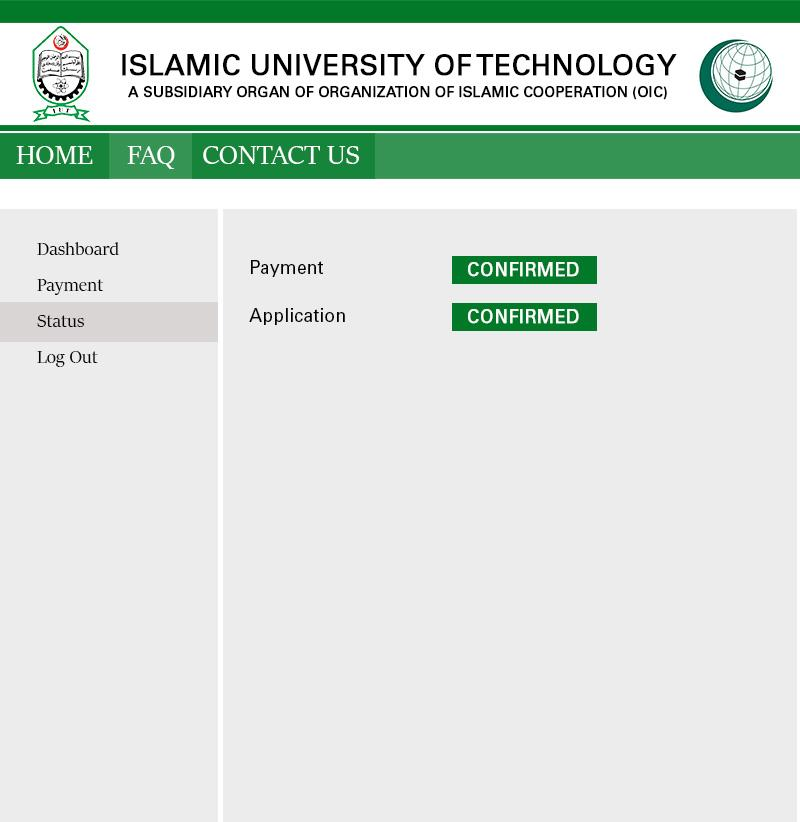 ISLAMIC UNIVERSITY OF TECHNOLOGY
A SUBSIDIARY ORGAN OF ORGANIZATION OF ISLAMIC COOPERATION (OIC)
HOME FAQ CONTACT US
Dashboard
Payment
Status
Log Out
Payment CONFIRMED
Application CONFIRMED